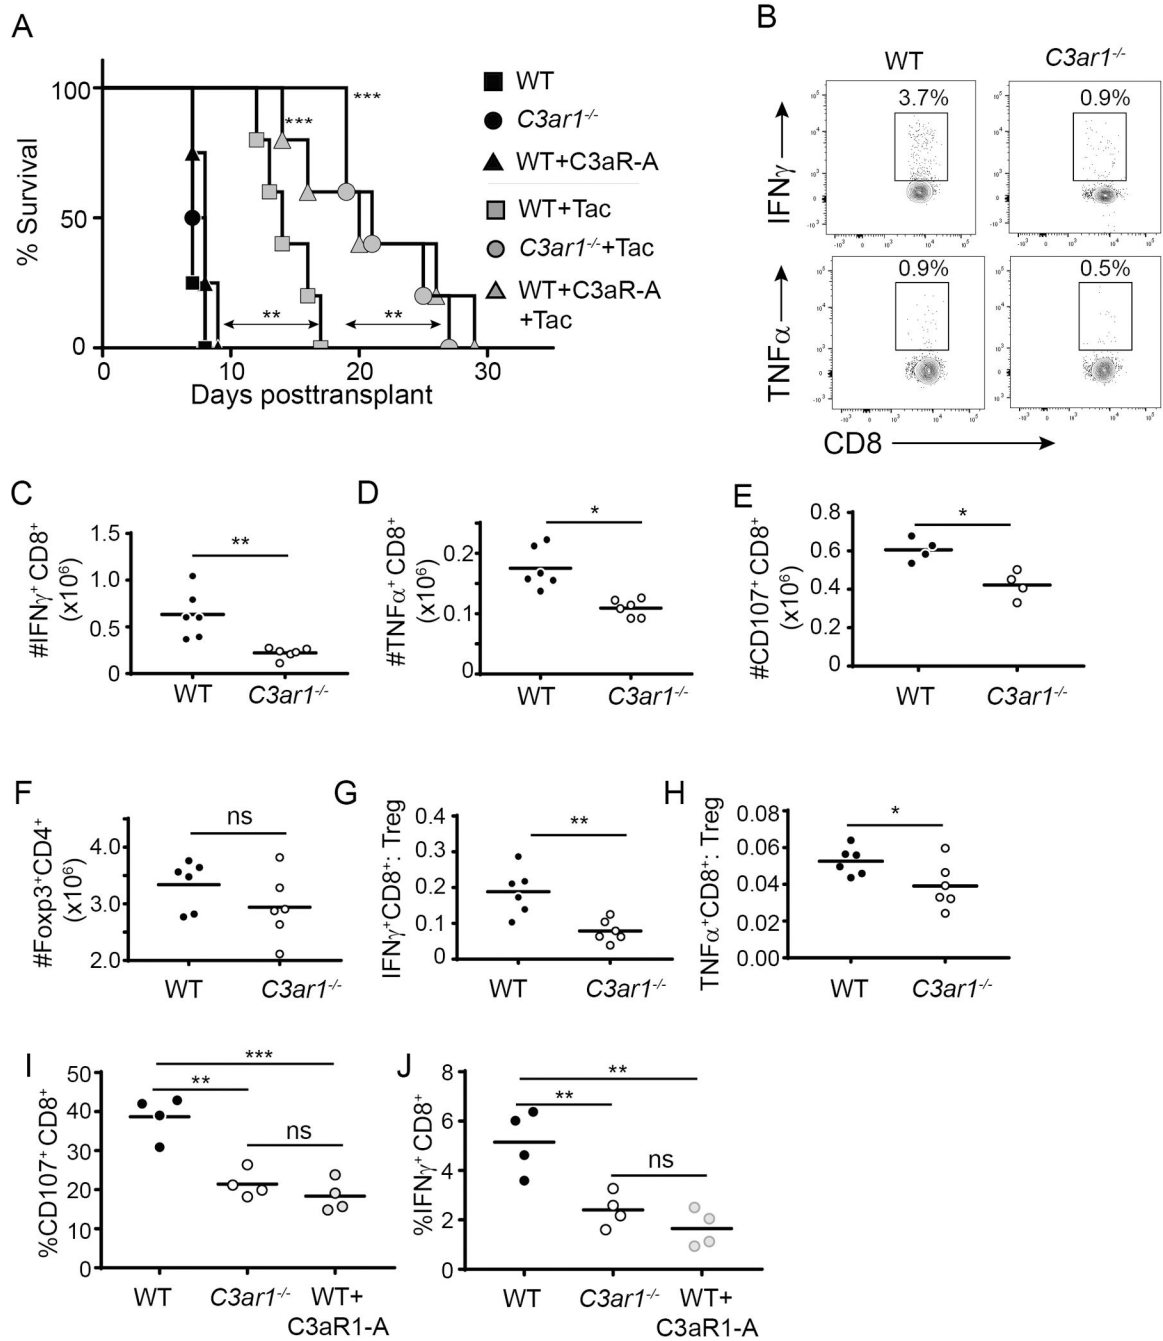 A
B
WT
C3ar1-/-
WT+C3aR-A
WT+Tac
C3ar1-/-+Tac
WT+C3aR-A
+Tac
% Survival
100
50
0
***
***
**
**
0
10
20
30
Days posttransplant
WT
C3ar1-/-
IFNγ
3.7%
0.9%
TNFα
0.9%
0.5%
CD8
C
D
E
#IFNγ+ CD8+
(x10⁶)
1.5
1.0
0.5
0
**
WT
C3ar1-/-
#TNFα+ CD8+
(x10⁶)
0.2
0.1
0
*
WT
C3ar1-/-
#CD107+ CD8+
(x10⁶)
0.8
0.6
0.4
0.2
0
*
WT
C3ar1-/-
F
G
H
#Foxp3+CD4+
(x10⁶)
4.0
3.0
2.0
ns
WT
C3ar1-/-
IFNγ+CD8+: Treg
0.4
0.3
0.2
0.1
0
**
WT
C3ar1-/-
TNFα+CD8+: Treg
0.08
0.06
0.04
0.02
0.00
*
WT
C3ar1-/-
I
J
%CD107+ CD8+
50
40
30
20
10
0
***
**
ns
WT
C3ar1-/-
WT+
C3aR1-A
%IFNγ+ CD8+
8
6
4
2
0
**
**
ns
WT
C3ar1-/-
WT+
C3aR1-A